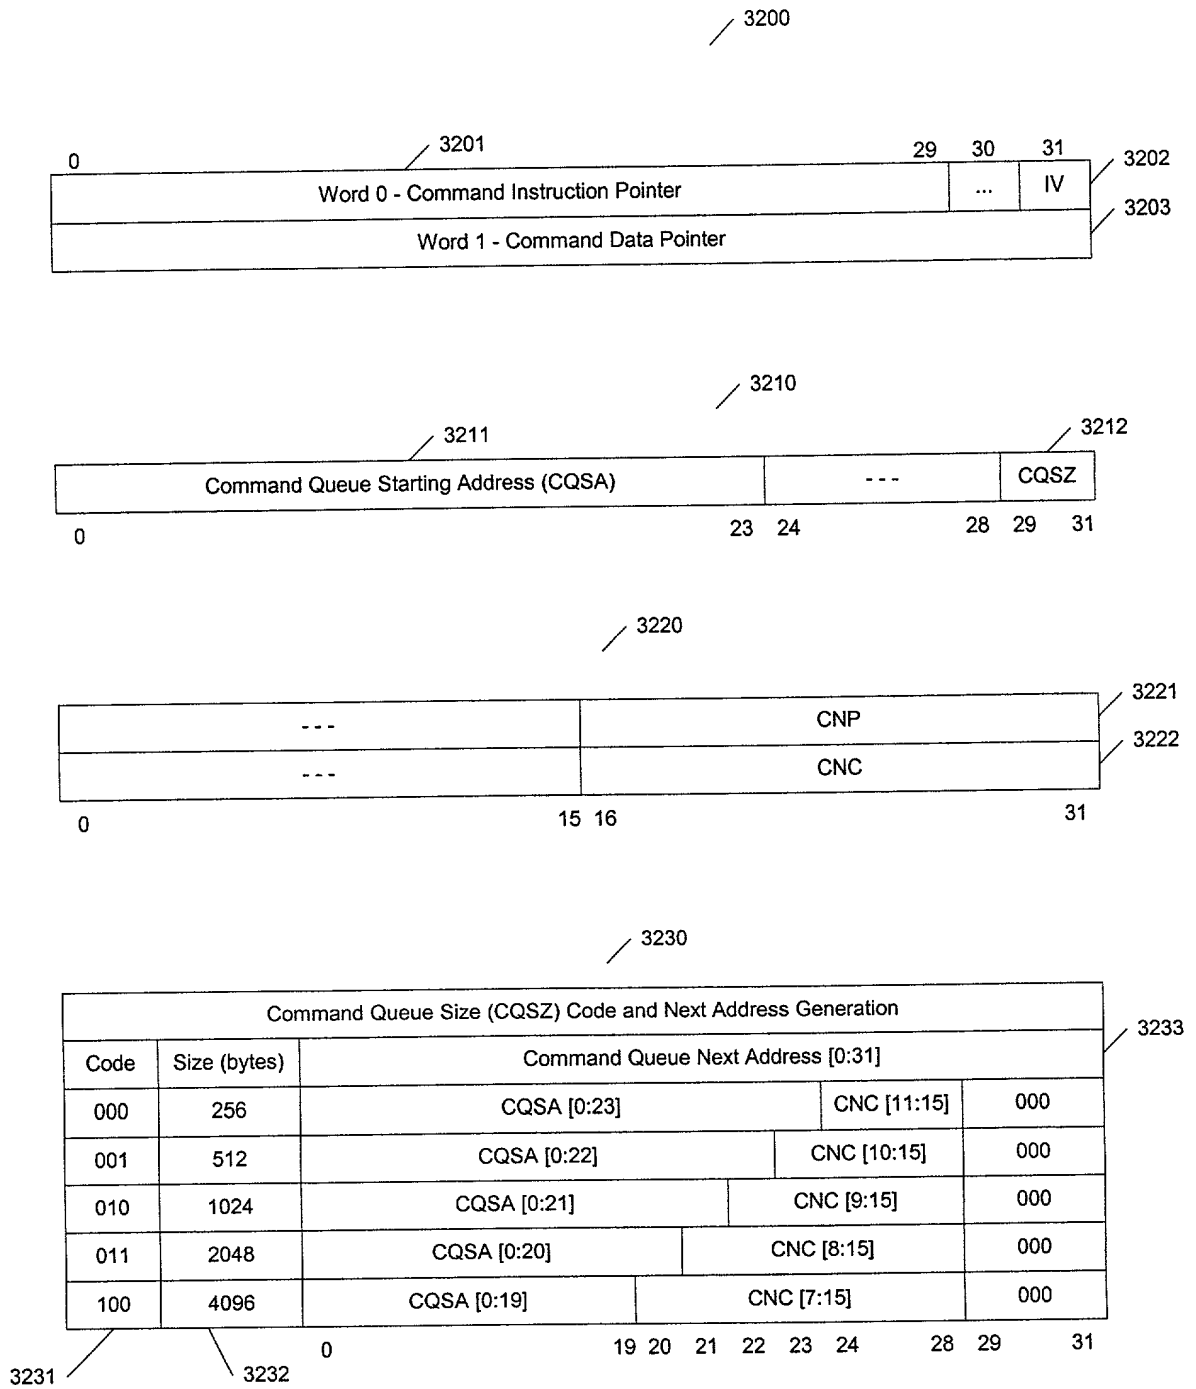 3200
0 3201 29 30 31 3202
Word 0 - Command Instruction Pointer ... IV
3203
Word 1 - Command Data Pointer
3210
3211 3212
Command Queue Starting Address (CQSA) - - - CQSZ
0 23 24 28 29 31
3220
3221
- - - CNP
3222
- - - CNC
0 15 16 31
3230
Command Queue Size (CQSZ) Code and Next Address Generation
3233
Code Size (bytes) Command Queue Next Address [0:31]
000 256 CQSA [0:23] CNC [11:15] 000
001 512 CQSA [0:22] CNC [10:15] 000
010 1024 CQSA [0:21] CNC [9:15] 000
011 2048 CQSA [0:20] CNC [8:15] 000
100 4096 CQSA [0:19] CNC [7:15] 000
0 19 20 21 22 23 24 28 29 31
3231 3232